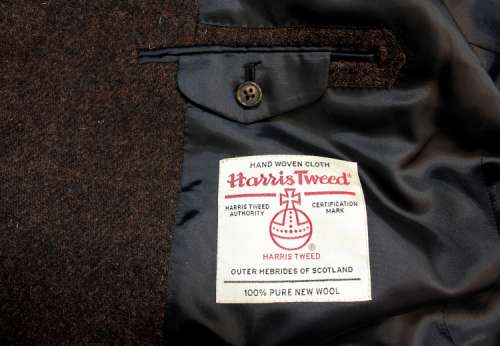 HAND WOVEN CLOTH
Harris Tweed®
HARRIS TWEED AUTHORITY
CERTIFICATION MARK
®
HARRIS TWEED
OUTER HEBRIDES OF SCOTLAND
100% PURE NEW WOOL